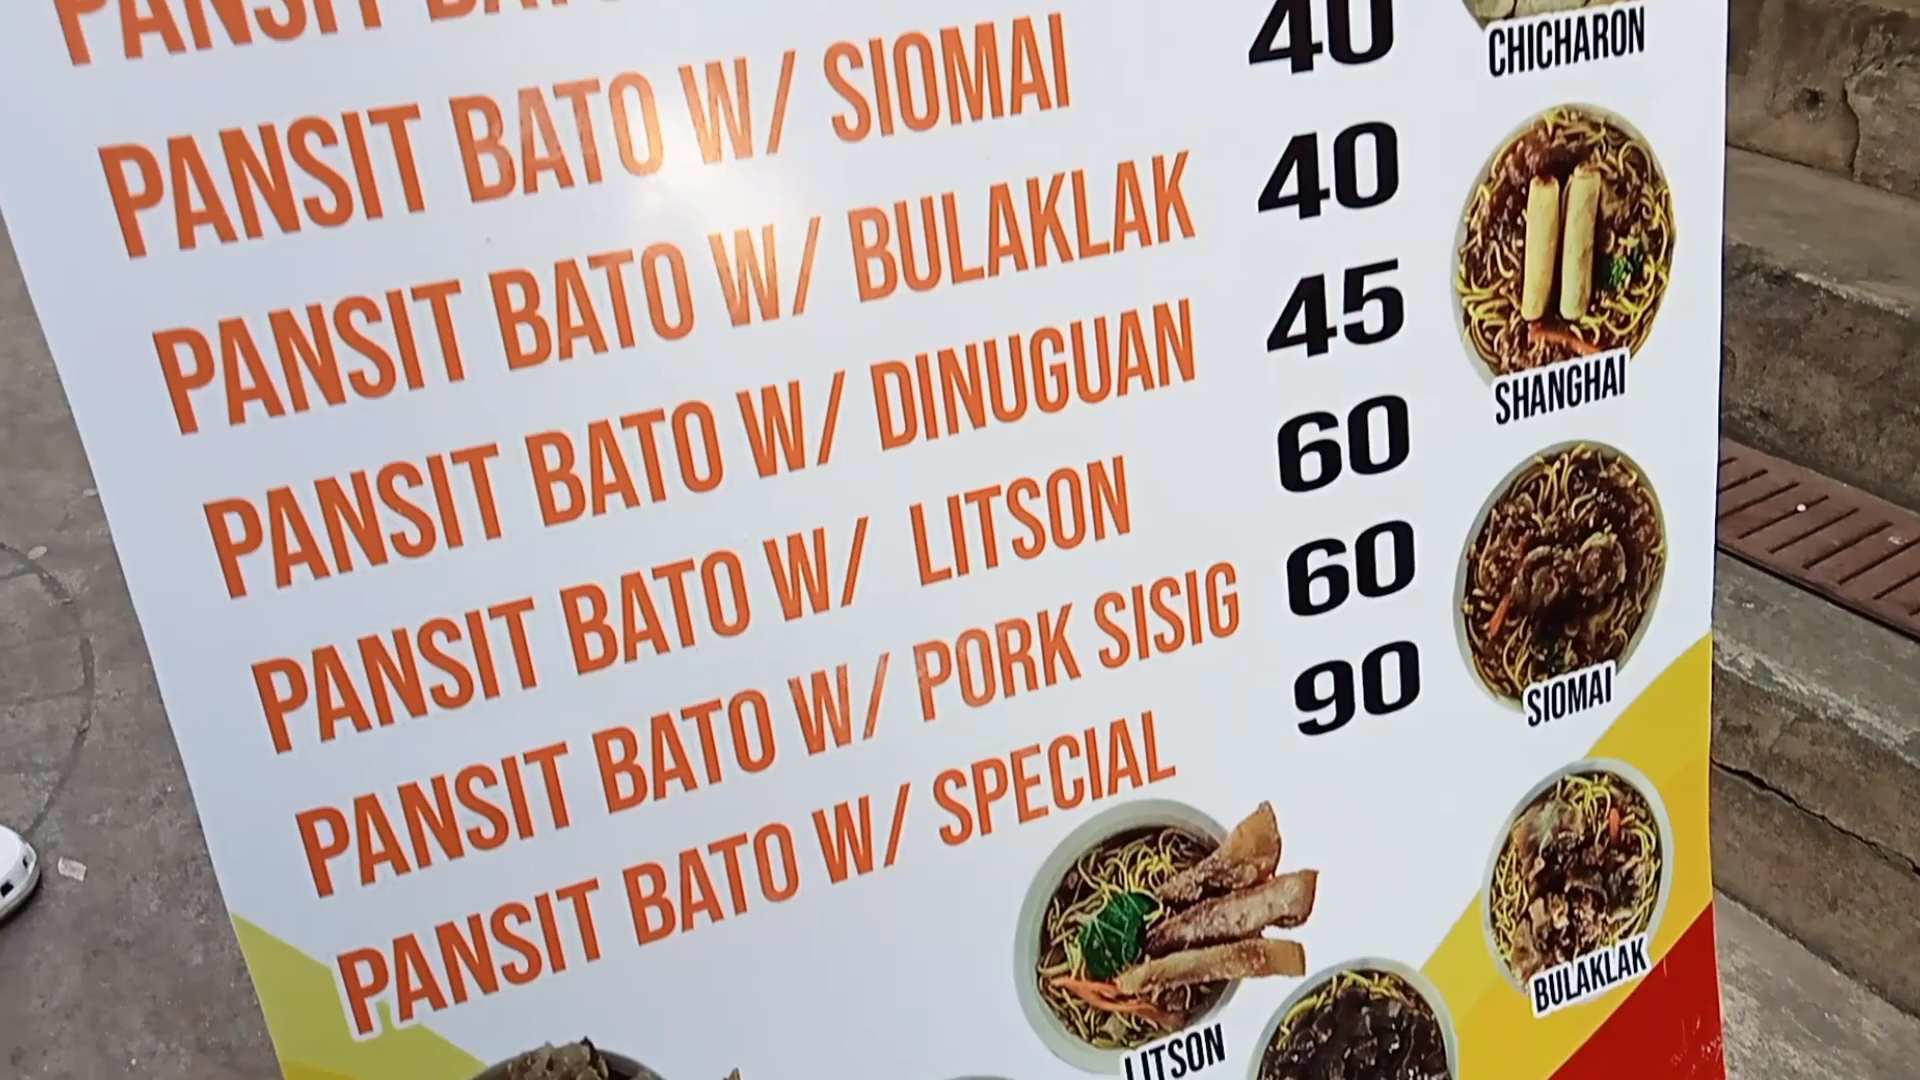 PANSIT BATO
PANSIT BATO W/ SIOMAI 40
PANSIT BATO W/ BULAKLAK 40
PANSIT BATO W/ DINUGUAN 45
PANSIT BATO W/ LITSON 60
PANSIT BATO W/ PORK SISIG 60
PANSIT BATO W/ SPECIAL 90
CHICHARON
SHANGHAI
SIOMAI
BULAKLAK
LITSON